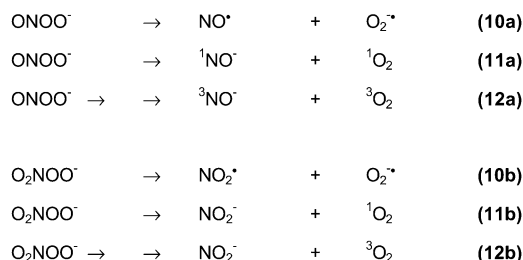 ONOO⁻ → NO• + O₂⁻• (10a)
ONOO⁻ → ¹NO⁻ + ¹O₂ (11a)
ONOO⁻ → → ³NO⁻ + ³O₂ (12a)
O₂NOO⁻ → NO₂• + O₂⁻• (10b)
O₂NOO⁻ → NO₂⁻ + ¹O₂ (11b)
O₂NOO⁻ → → NO₂⁻ + ³O₂ (12b)